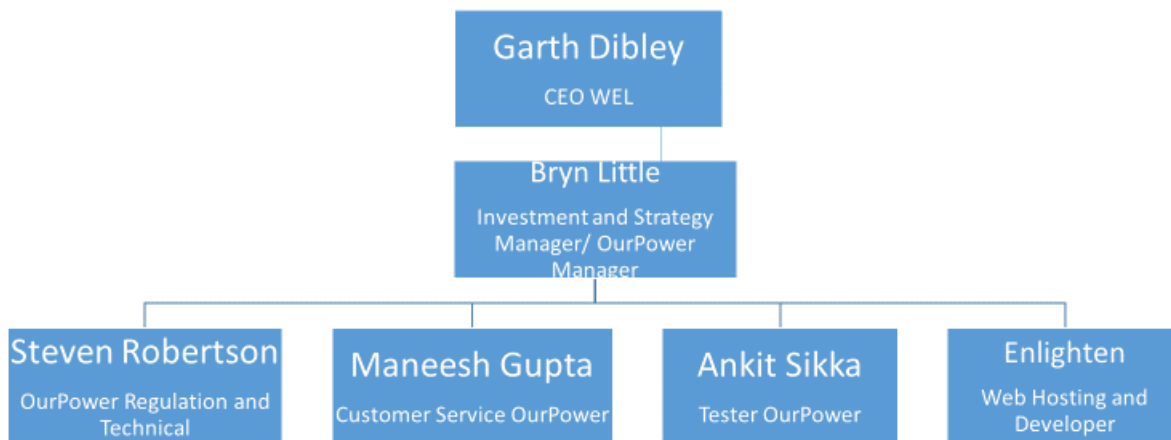 Garth Dibley
CEO WEL
Bryn Little
Investment and Strategy
Manager/ OurPower
Manager
Steven Robertson
OurPower Regulation and
Technical
Maneesh Gupta
Customer Service OurPower
Ankit Sikka
Tester OurPower
Enlighten
Web Hosting and
Developer